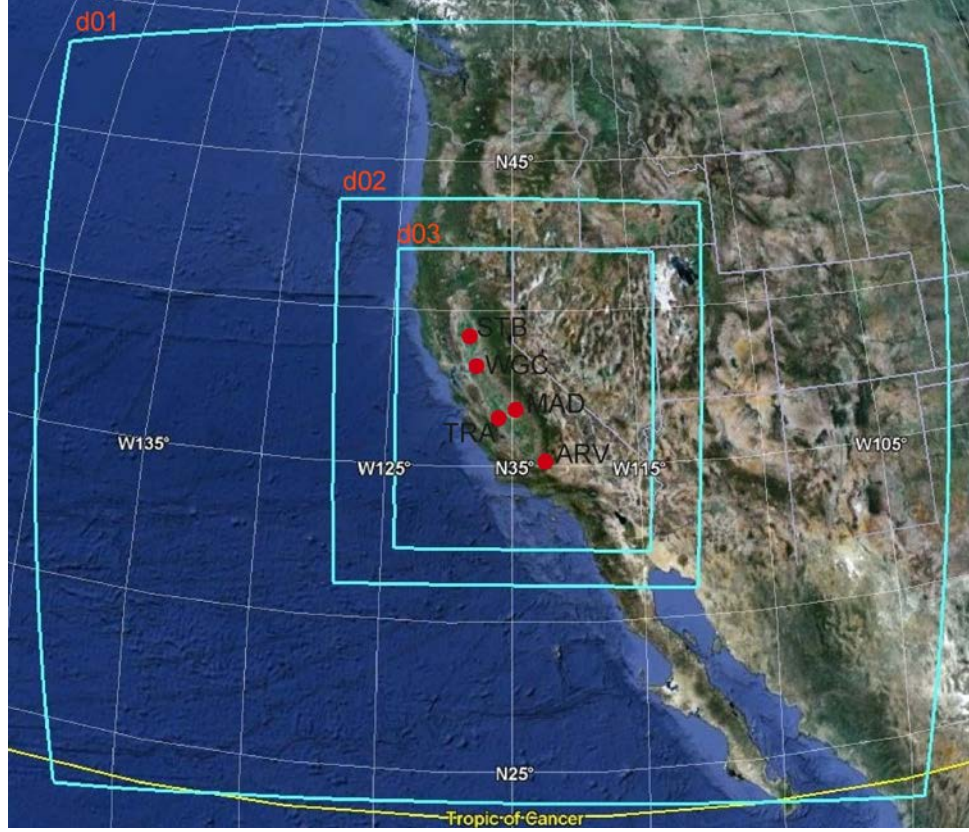 d01
N45°
d02
d03
STB
WGC
MAD
TRA
ARV
W135°
W125°
N35°
W115°
W105°
N25°
Tropic of Cancer